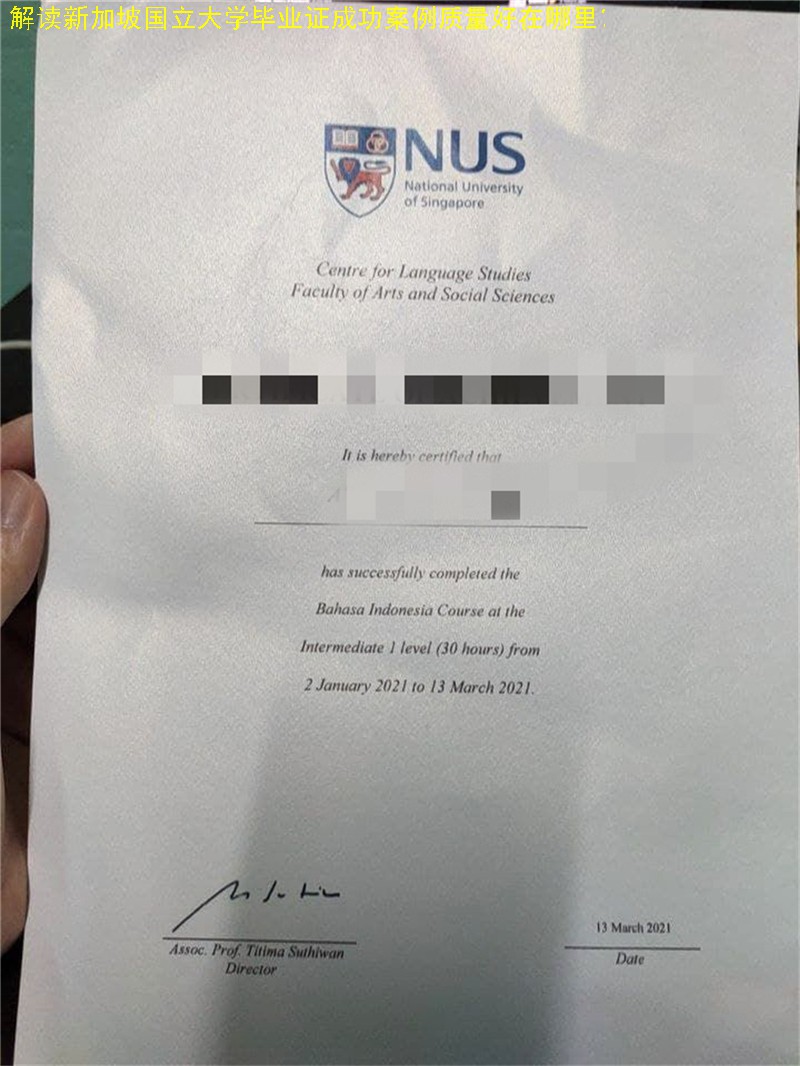 解读新加坡国立大学毕业证成功案例质量好在哪里?
NUS
National University
of Singapore
Centre for Language Studies
Faculty of Arts and Social Sciences
It is hereby certified that
has successfully completed the
Bahasa Indonesia Course at the
Intermediate 1 level (30 hours) from
2 January 2021 to 13 March 2021.
Assoc. Prof. Titima Suthiwan
Director
13 March 2021
Date